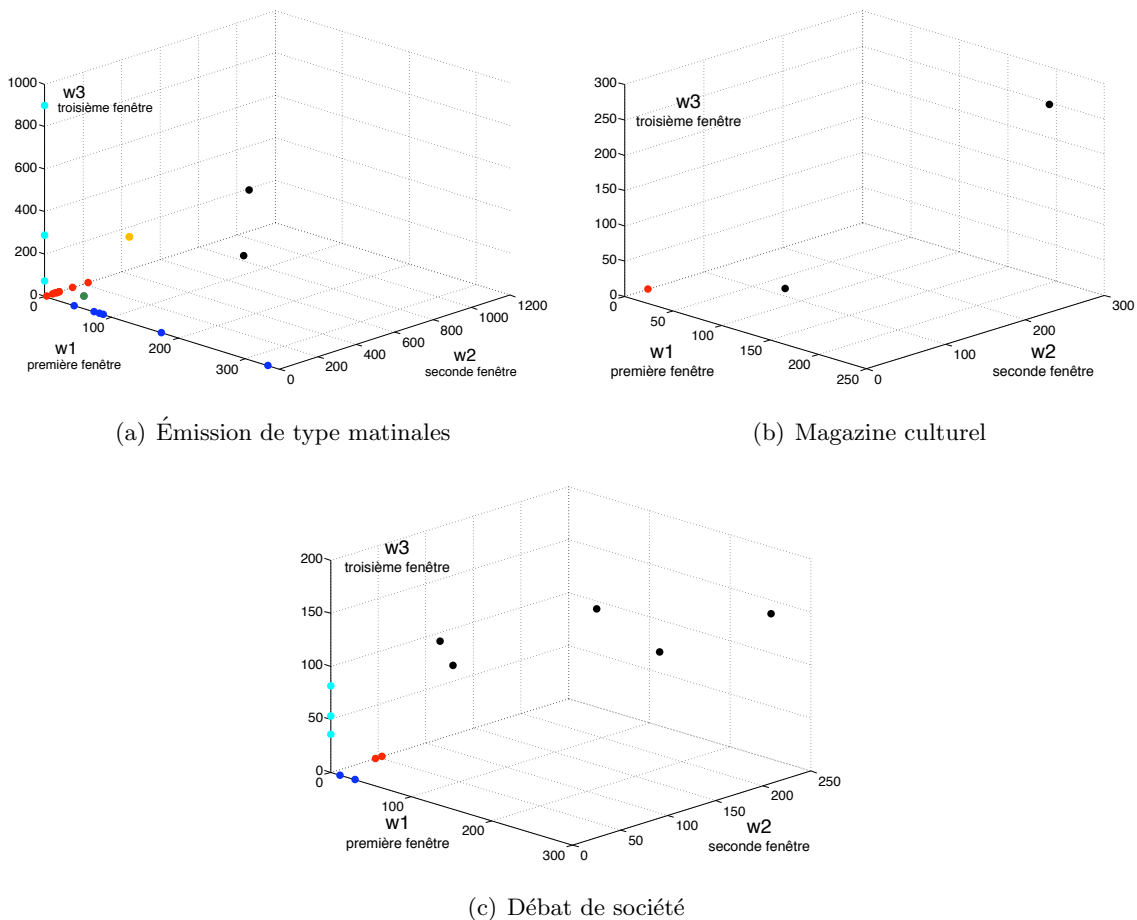 1000
800
600
400
200
0
w3
troisième fenêtre
0
100
200
300
w1
première fenêtre
0
200
400
600
800
1000
1200
w2
seconde fenêtre
(a) Émission de type matinales
300
250
200
150
100
50
0
w3
troisième fenêtre
0
50
100
150
200
250
w1
première fenêtre
0
100
200
300
w2
seconde fenêtre
(b) Magazine culturel
200
150
100
50
0
w3
troisième fenêtre
0
100
200
300
w1
première fenêtre
0
50
100
150
200
250
w2
seconde fenêtre
(c) Débat de société